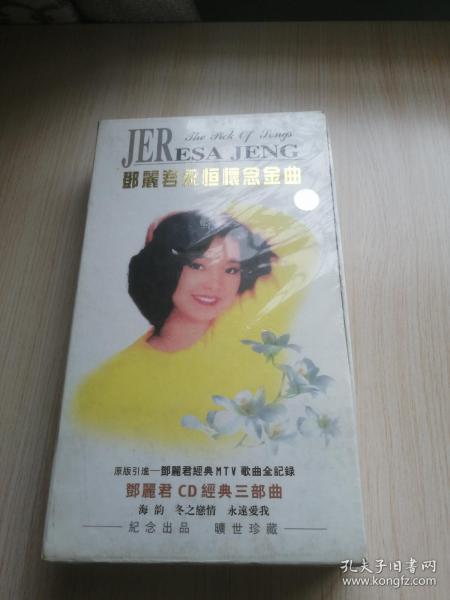 The Pick Of Songs
JERESA JENG
鄧麗君永恒懷念金曲
原版引進—鄧麗君經典MTV歌曲全記録
鄧麗君CD經典三部曲
海韵 冬之戀情 永遠愛我
紀念出品 曠世珍藏
孔夫子旧书网
www.kongfz.com